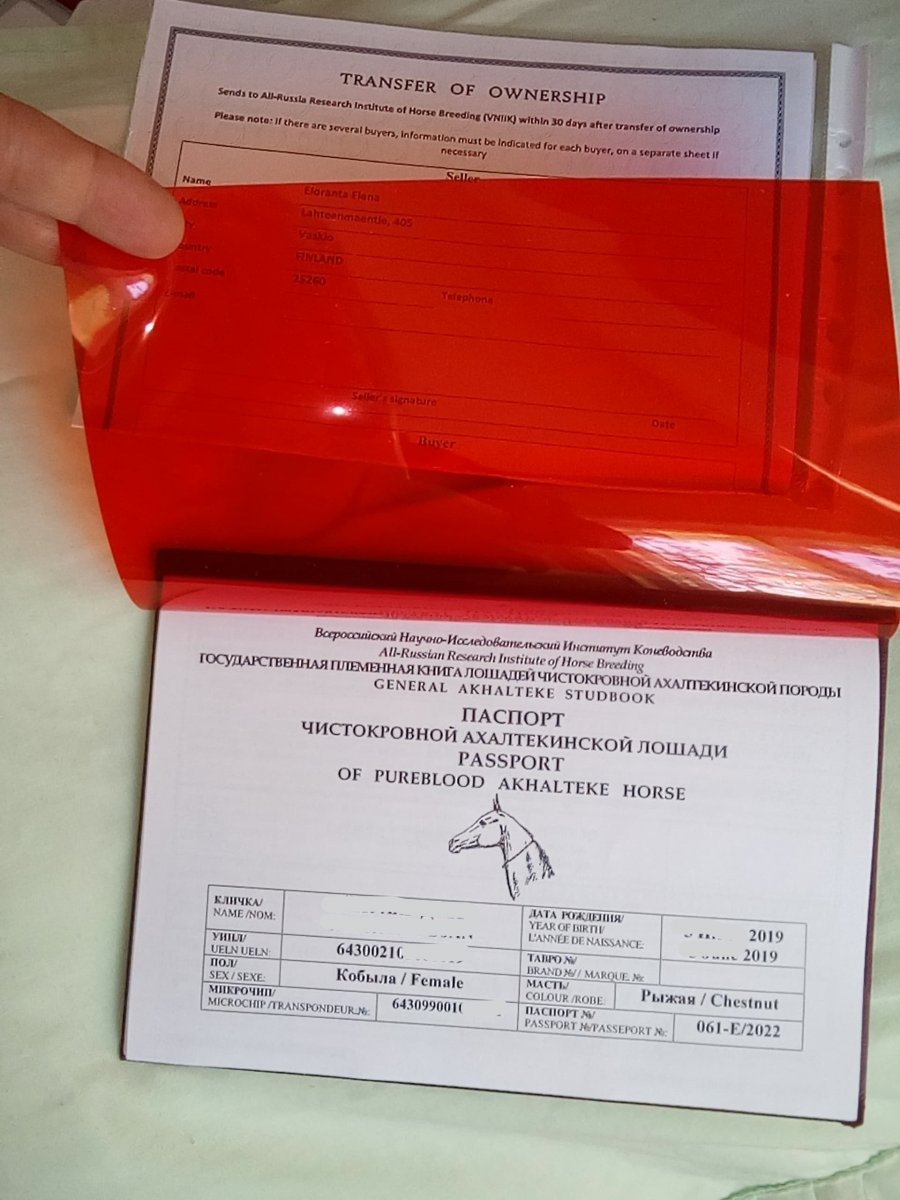 TRANSFER OF OWNERSHIP
Sends to All-Russia Research Institute of Horse Breeding (VNIIK) within 30 days after transfer of ownership
Please note: if there are several buyers, information must be indicated for each buyer, on a separate sheet if
necessary
Seller
Name Eloranta Elena
Address Lahteenmaentie, 405
Vaskio
FINLAND
code 25260
Telephone
Seller's signature Date
Buyer
Всероссийский Научно-Исследовательский Институт Коневодства
All-Russian Research Institute of Horse Breeding
ГОСУДАРСТВЕННАЯ ПЛЕМЕННАЯ КНИГА ЛОШАДЕЙ ЧИСТОКРОВНОЙ АХАЛТЕКИНСКОЙ ПОРОДЫ
GENERAL AKHALTEKE STUDBOOK
ПАСПОРТ
ЧИСТОКРОВНОЙ АХАЛТЕКИНСКОЙ ЛОШАДИ
PASSPORT
OF PUREBLOOD AKHALTEKE HORSE
КЛИЧКА/
NAME /NOM:
УНПЛ/
UELN UELN: 64300210
ПОЛ/
SEX / SEXE: Кобыла / Female
МИКРОЧИП/
MICROCHIP /TRANSPONDEUR №: 6430990010
ДАТА РОЖДЕНИЯ/
YEAR OF BIRTH/
L'ANNÉE DE NAISSANCE: 2019
2019
ТАВРО №/
BRAND №/ MARQUE. №:
МАСТЬ/
COLOUR /ROBE: Рыжая / Chestnut
ПАСПОРТ №/
PASSPORT №/PASSEPORT №: 061-E/2022